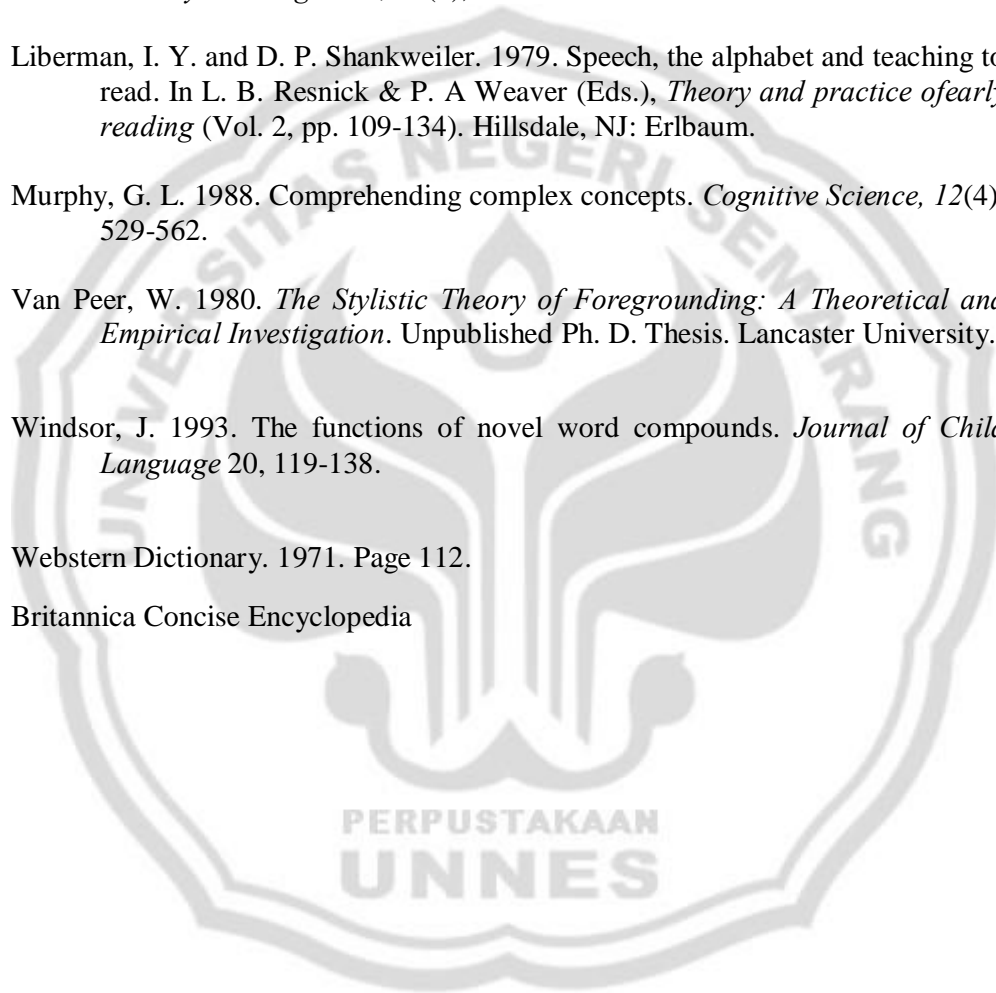 Liberman, I. Y. and D. P. Shankweiler. 1979. Speech, the alphabet and teaching to
read. In L. B. Resnick & P. A Weaver (Eds.), Theory and practice ofearly
reading (Vol. 2, pp. 109-134). Hillsdale, NJ: Erlbaum.
Murphy, G. L. 1988. Comprehending complex concepts. Cognitive Science, 12(4)
529-562.
Van Peer, W. 1980. The Stylistic Theory of Foregrounding: A Theoretical and
Empirical Investigation. Unpublished Ph. D. Thesis. Lancaster University.
Windsor, J. 1993. The functions of novel word compounds. Journal of Child
Language 20, 119-138.
Webstern Dictionary. 1971. Page 112.
Britannica Concise Encyclopedia
UNIVERSITAS NEGERI SEMARANG
PERPUSTAKAAN
UNNES